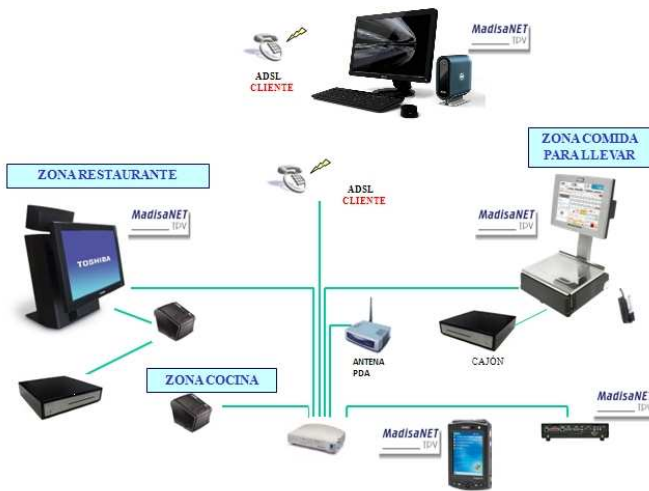 MadisaNET
TPV
ADSL
CLIENTE
ZONA COMIDA
PARA LLEVAR
ZONA RESTAURANTE
ADSL
CLIENTE
MadisaNET
TPV
MadisaNET
TPV
TOSHIBA
ANTENA
PDA
CAJÓN
ZONA COCINA
MadisaNET
TPV
MadisaNET
TPV